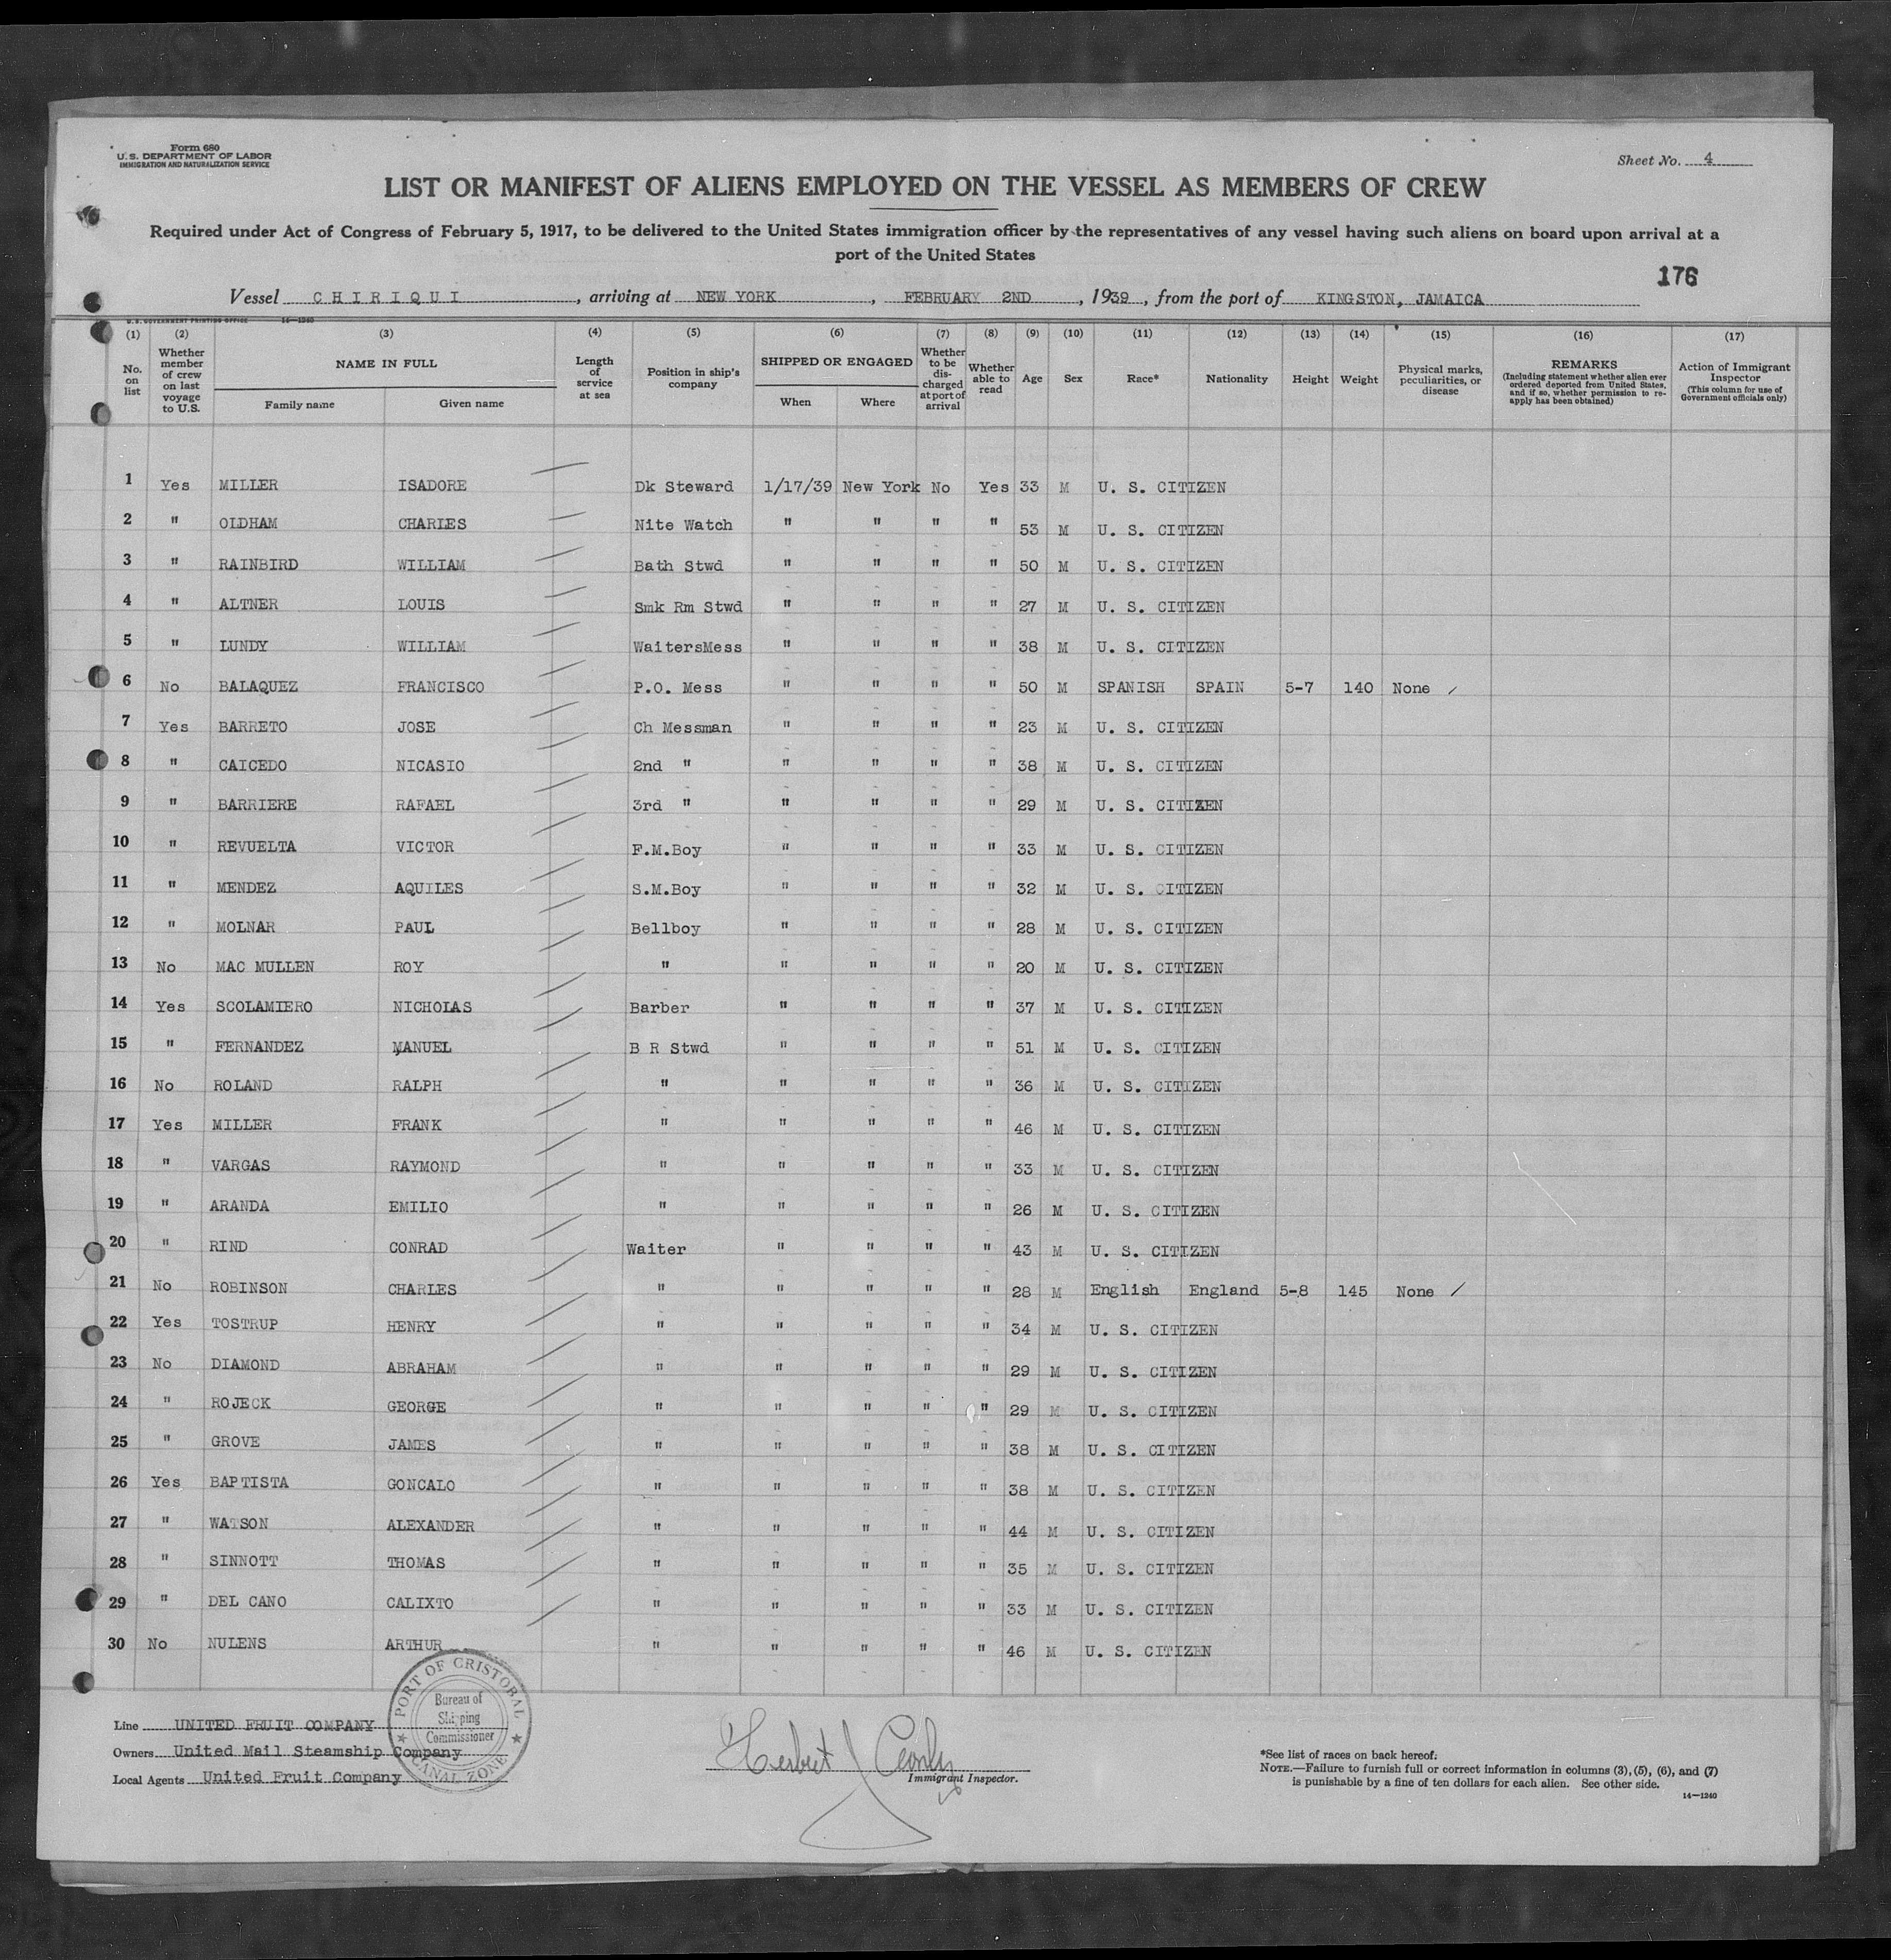 Form 680
U. S. DEPARTMENT OF LABOR
IMMIGRATION AND NATURALIZATION SERVICE
Sheet No. 4
LIST OR MANIFEST OF ALIENS EMPLOYED ON THE VESSEL AS MEMBERS OF CREW
Required under Act of Congress of February 5, 1917, to be delivered to the United States immigration officer by the representatives of any vessel having such aliens on board upon arrival at a
port of the United States
176
Vessel CHIRIQUI, arriving at NEW YORK, FEBRUARY 2ND, 1939, from the port of KINGSTON, JAMAICA
U.S. GOVERNMENT PRINTING OFFICE 14—1240
(1) (2) (3) (4) (5) (6) (7) (8) (9) (10) (11) (12) (13) (14) (15) (16) (17)
No. on list
Whether member of crew on last voyage to U.S.
NAME IN FULL
Family name
Given name
Length of service at sea
Position in ship's company
SHIPPED OR ENGAGED
When
Where
Whether to be discharged at port of arrival
Whether able to read
Age
Sex
Race*
Nationality
Height
Weight
Physical marks, peculiarities, or disease
REMARKS
(Including statement whether alien ever ordered deported from United States, and if so, whether permission to re-apply has been obtained)
Action of Immigrant Inspector
(This column for use of Government officials only)
1 Yes MILLER ISADORE Dk Steward 1/17/39 New York No Yes 33 M U. S. CITIZEN
2 " OLDHAM CHARLES Nite Watch " " " " 53 M U. S. CITIZEN
3 " RAINBIRD WILLIAM Bath Stwd " " " " 50 M U. S. CITIZEN
4 " ALTNER LOUIS Smk Rm Stwd " " " " 27 M U. S. CITIZEN
5 " LUNDY WILLIAM WaitersMess " " " " 38 M U. S. CITIZEN
6 No BALAQUEZ FRANCISCO P.O. Mess " " " " 50 M SPANISH SPAIN 5-7 140 None
7 Yes BARRETO JOSE Ch Messman " " " " 23 M U. S. CITIZEN
8 " CAICEDO NICASIO 2nd " " " " " 38 M U. S. CITIZEN
9 " BARRIERE RAFAEL 3rd " " " " " 29 M U. S. CITIZEN
10 " REVUELTA VICTOR F.M.Boy " " " " 33 M U. S. CITIZEN
11 " MENDEZ AQUILES S.M.Boy " " " " 32 M U. S. CITIZEN
12 " MOLNAR PAUL Bellboy " " " " 28 M U. S. CITIZEN
13 No MAC MULLEN ROY " " " " " 20 M U. S. CITIZEN
14 Yes SCOLAMIERO NICHOLAS Barber " " " " 37 M U. S. CITIZEN
15 " FERNANDEZ MANUEL B R Stwd " " " " 51 M U. S. CITIZEN
16 No ROLAND RALPH " " " " " 36 M U. S. CITIZEN
17 Yes MILLER FRANK " " " " " 46 M U. S. CITIZEN
18 " VARGAS RAYMOND " " " " " 33 M U. S. CITIZEN
19 " ARANDA EMILIO " " " " " 26 M U. S. CITIZEN
20 " RIND CONRAD Waiter " " " " 43 M U. S. CITIZEN
21 No ROBINSON CHARLES " " " " " 28 M English England 5-8 145 None
22 Yes TOSTRUP HENRY " " " " " 34 M U. S. CITIZEN
23 No DIAMOND ABRAHAM " " " " " 29 M U. S. CITIZEN
24 " ROJECK GEORGE " " " " " 29 M U. S. CITIZEN
25 " GROVE JAMES " " " " " 38 M U. S. CITIZEN
26 Yes BAPTISTA GONCALO " " " " " 38 M U. S. CITIZEN
27 " WATSON ALEXANDER " " " " " 44 M U. S. CITIZEN
28 " SINNOTT THOMAS " " " " " 35 M U. S. CITIZEN
29 " DEL CANO CALIXTO " " " " " 33 M U. S. CITIZEN
30 No NULENS ARTHUR " " " " " 46 M U. S. CITIZEN
PORT OF CRISTOBAL
Bureau of
Shipping
Commissioner
CANAL ZONE
Line UNITED FRUIT COMPANY
Owners United Mail Steamship Company
Local Agents United Fruit Company
Herbert J
Immigrant Inspector.
*See list of races on back hereof.
NOTE.—Failure to furnish full or correct information in columns (3), (5), (6), and (7)
is punishable by a fine of ten dollars for each alien. See other side.
14—1240